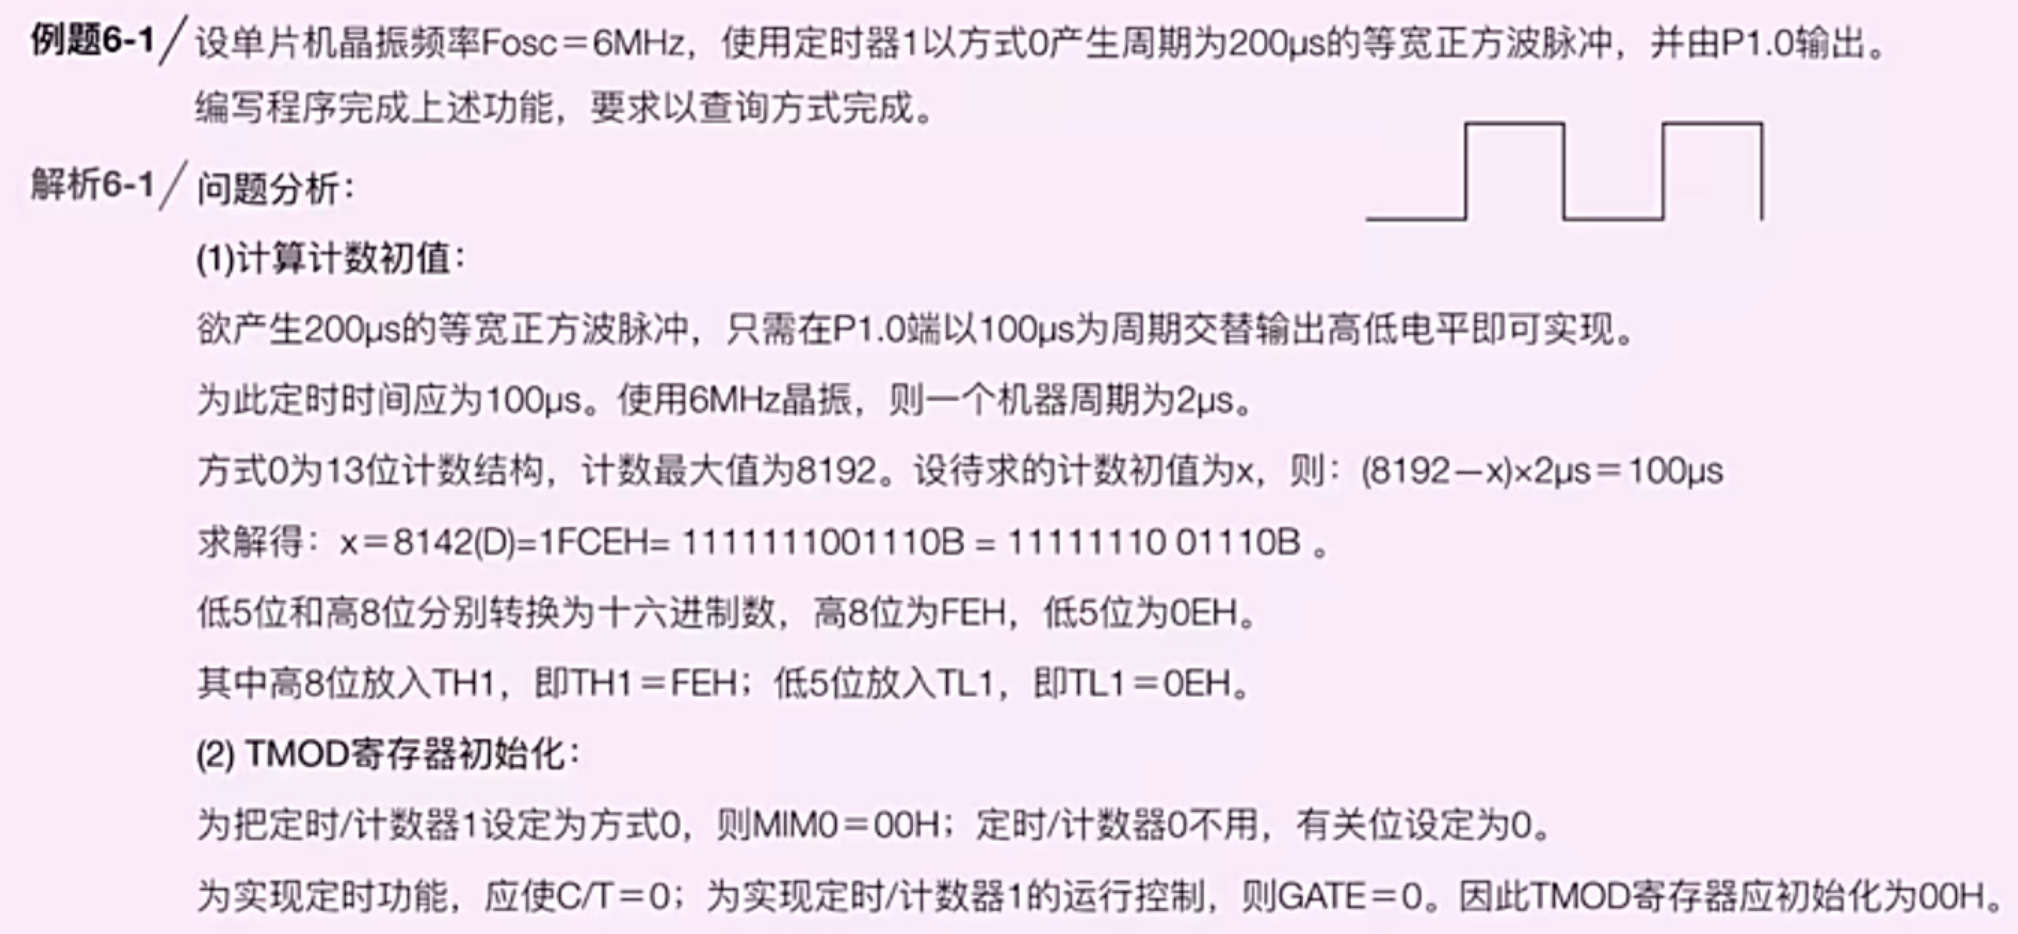 例题6-1/ 设单片机晶振频率Fosc＝6MHz，使用定时器1以方式0产生周期为200μs的等宽正方波脉冲，并由P1.0输出。
编写程序完成上述功能，要求以查询方式完成。
解析6-1/ 问题分析：
(1)计算计数初值：
欲产生200μs的等宽正方波脉冲，只需在P1.0端以100μs为周期交替输出高低电平即可实现。
为此定时时间应为100μs。使用6MHz晶振，则一个机器周期为2μs。
方式0为13位计数结构，计数最大值为8192。设待求的计数初值为x，则：(8192－x)×2μs＝100μs
求解得：x＝8142(D)=1FCEH= 1111111001110B = 11111110 01110B 。
低5位和高8位分别转换为十六进制数，高8位为FEH，低5位为0EH。
其中高8位放入TH1，即TH1＝FEH；低5位放入TL1，即TL1＝0EH。
(2) TMOD寄存器初始化：
为把定时/计数器1设定为方式0，则MIM0＝00H；定时/计数器0不用，有关位设定为0。
为实现定时功能，应使C/T＝0；为实现定时/计数器1的运行控制，则GATE＝0。因此TMOD寄存器应初始化为00H。